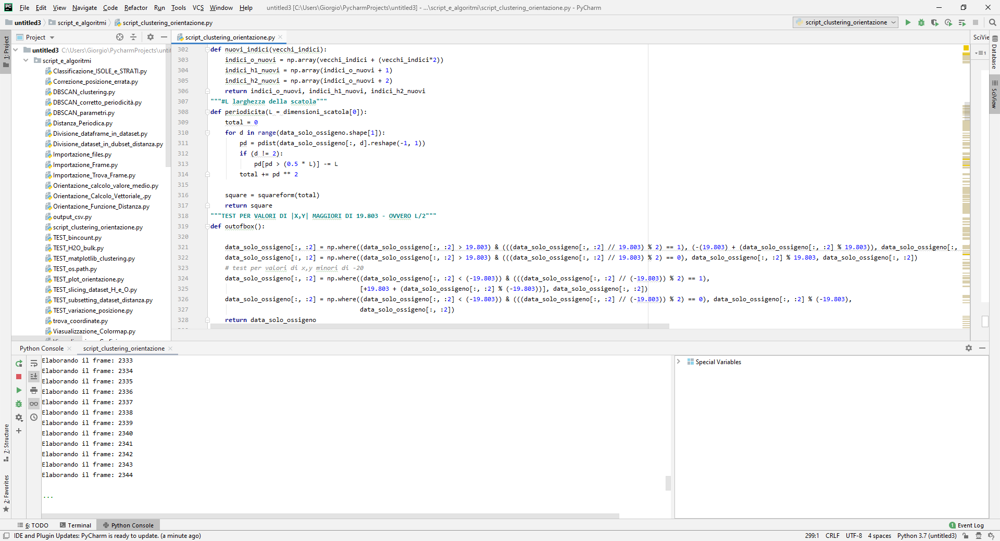 File Edit View Navigate Code Refactor Run Tools VCS Window Help untitled3 [C:\Users\Giorgio\PycharmProjects\untitled3] - ...\script_e_algoritmi\script_clustering_orientazione.py - PyCharm
untitled3 script_e_algoritmi script_clustering_orientazione.py script_clustering_orientazione
1: Project
Project
script_clustering_orientazione.py
SciVie
untitled3 C:\Users\Giorgio\PycharmProjects\unti
script_e_algoritmi
Classificazione_ISOLE_e_STRATI.py
Correzione_posizione_errata.py
DBSCAN_clustering.py
DBSCAN_corretto_periodicità.py
DBSCAN_parametri.py
Distanza_Periodica.py
Divisione_dataframe_in_dataset.py
Divisione_dataset_in_dubset_distanza.py
Importazione_files.py
Importazione_Frame.py
Importazione_Trova_Frame.py
Orientazione_calcolo_valore_medio.py
Orientazione_Calcolo_Vettoriale_.py
Orientazione_Funzione_Distanza.py
output_csv.py
script_clustering_orientazione.py
TEST_bincount.py
TEST_H2O_bulk.py
TEST_matplotlib_clustering.py
TEST_os.path.py
TEST_plot_orientazione.py
TEST_slicing_dataset_H_e_O.py
TEST_subsetting_dataset_distanza.py
TEST_variazione_posizione.py
trova_coordinate.py
Viasualizzazione_Colormap.py
302 def nuovi_indici(vecchi_indici):
303 indici_o_nuovi = np.array(vecchi_indici + (vecchi_indici*2))
304 indici_h1_nuovi = np.array(indici_o_nuovi + 1)
305 indici_h2_nuovi = np.array(indici_o_nuovi + 2)
306 return indici_o_nuovi, indici_h1_nuovi, indici_h2_nuovi
307 """#L larghezza della scatola"""
308 def periodicita(L = dimensioni_scatola[0]):
309 total = 0
310 for d in range(data_solo_ossigeno.shape[1]):
311 pd = pdist(data_solo_ossigeno[:, d].reshape(-1, 1))
312 if (d != 2):
313 pd[pd > (0.5 * L)] -= L
314 total += pd ** 2
315
316 square = squareform(total)
317 return square
318 """TEST PER VALORI DI |X,Y| MAGGIORI DI 19.803 - OVVERO L/2"""
319 def outofbox():
320
321 data_solo_ossigeno[:, :2] = np.where((data_solo_ossigeno[:, :2] > 19.803) & (((data_solo_ossigeno[:, :2] // 19.803) % 2) == 1), (-(19.803) + (data_solo_ossigeno[:, :2] % 19.803)), data_solo_ossigeno[:,
322 data_solo_ossigeno[:, :2] = np.where((data_solo_ossigeno[:, :2] > 19.803) & (((data_solo_ossigeno[:, :2] // 19.803) % 2) == 0), data_solo_ossigeno[:, :2] % 19.803, data_solo_ossigeno[:, :2])
323 # test per valori di x,y minori di -20
324 data_solo_ossigeno[:, :2] = np.where((data_solo_ossigeno[:, :2] < (-19.803)) & (((data_solo_ossigeno[:, :2] // (-19.803)) % 2) == 1),
325 [+19.803 + (data_solo_ossigeno[:, :2] % (-19.803))], data_solo_ossigeno[:, :2])
326 data_solo_ossigeno[:, :2] = np.where((data_solo_ossigeno[:, :2] < (-19.803)) & (((data_solo_ossigeno[:, :2] // (-19.803)) % 2) == 0), data_solo_ossigeno[:, :2] % (-19.803),
327 data_solo_ossigeno[:, :2])
328 return data_solo_ossigeno
1
Database
SciView
Python Console script_clustering_orientazione
Elaborando il frame: 2333
Elaborando il frame: 2334
Elaborando il frame: 2335
Elaborando il frame: 2336
Elaborando il frame: 2337
Elaborando il frame: 2338
Elaborando il frame: 2339
Elaborando il frame: 2340
Elaborando il frame: 2341
Elaborando il frame: 2342
Elaborando il frame: 2343
Elaborando il frame: 2344
...
Special Variables
7: Structure
2: Favorites
6: TODO Terminal Python Console 1 Event Log
IDE and Plugin Updates: PyCharm is ready to update. (a minute ago) 299:1 CRLF UTF-8 4 spaces Python 3.7 (untitled3)